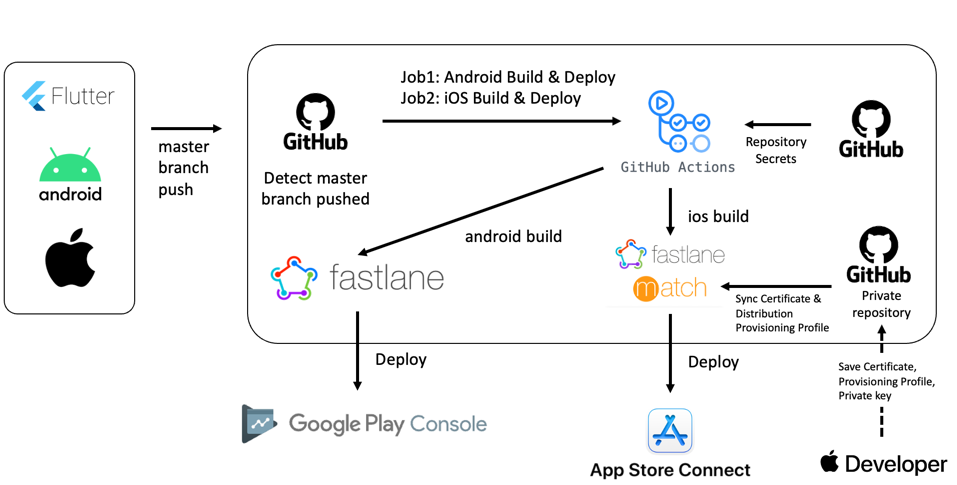 Flutter
android
master
branch
push
GitHub
Detect master
branch pushed
Job1: Android Build & Deploy
Job2: iOS Build & Deploy
GitHub Actions
Repository
Secrets
GitHub
android build
ios build
fastlane
fastlane
match
Sync Certificate &
Distribution
Provisioning Profile
GitHub
Private
repository
Deploy
Deploy
Save Certificate,
Provisioning Profile,
Private key
Google Play Console
App Store Connect
Developer